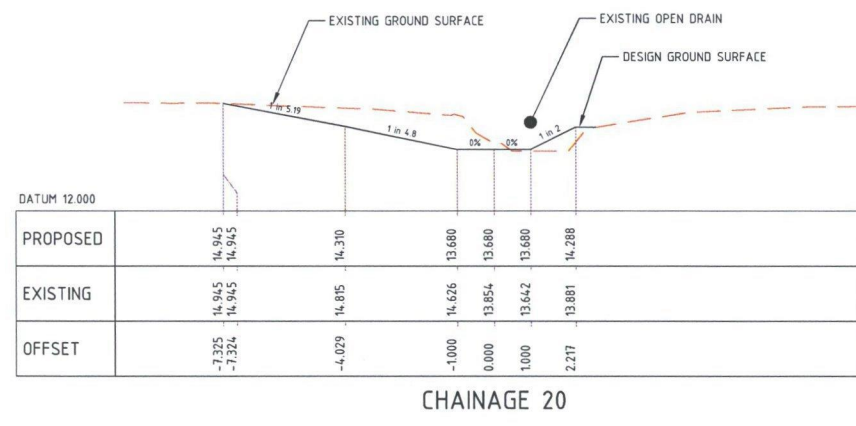 EXISTING GROUND SURFACE
EXISTING OPEN DRAIN
DESIGN GROUND SURFACE
1 in 5.19
1 in 4.8
0%
0%
1 in 2
DATUM 12.000
PROPOSED 14.945 14.945 14.310 13.680 13.680 13.680 14.288
EXISTING 14.945 14.945 14.815 14.626 13.854 13.642 13.881
OFFSET -7.325 -7.324 -4.029 -1.000 0.000 1.000 2.217
CHAINAGE 20